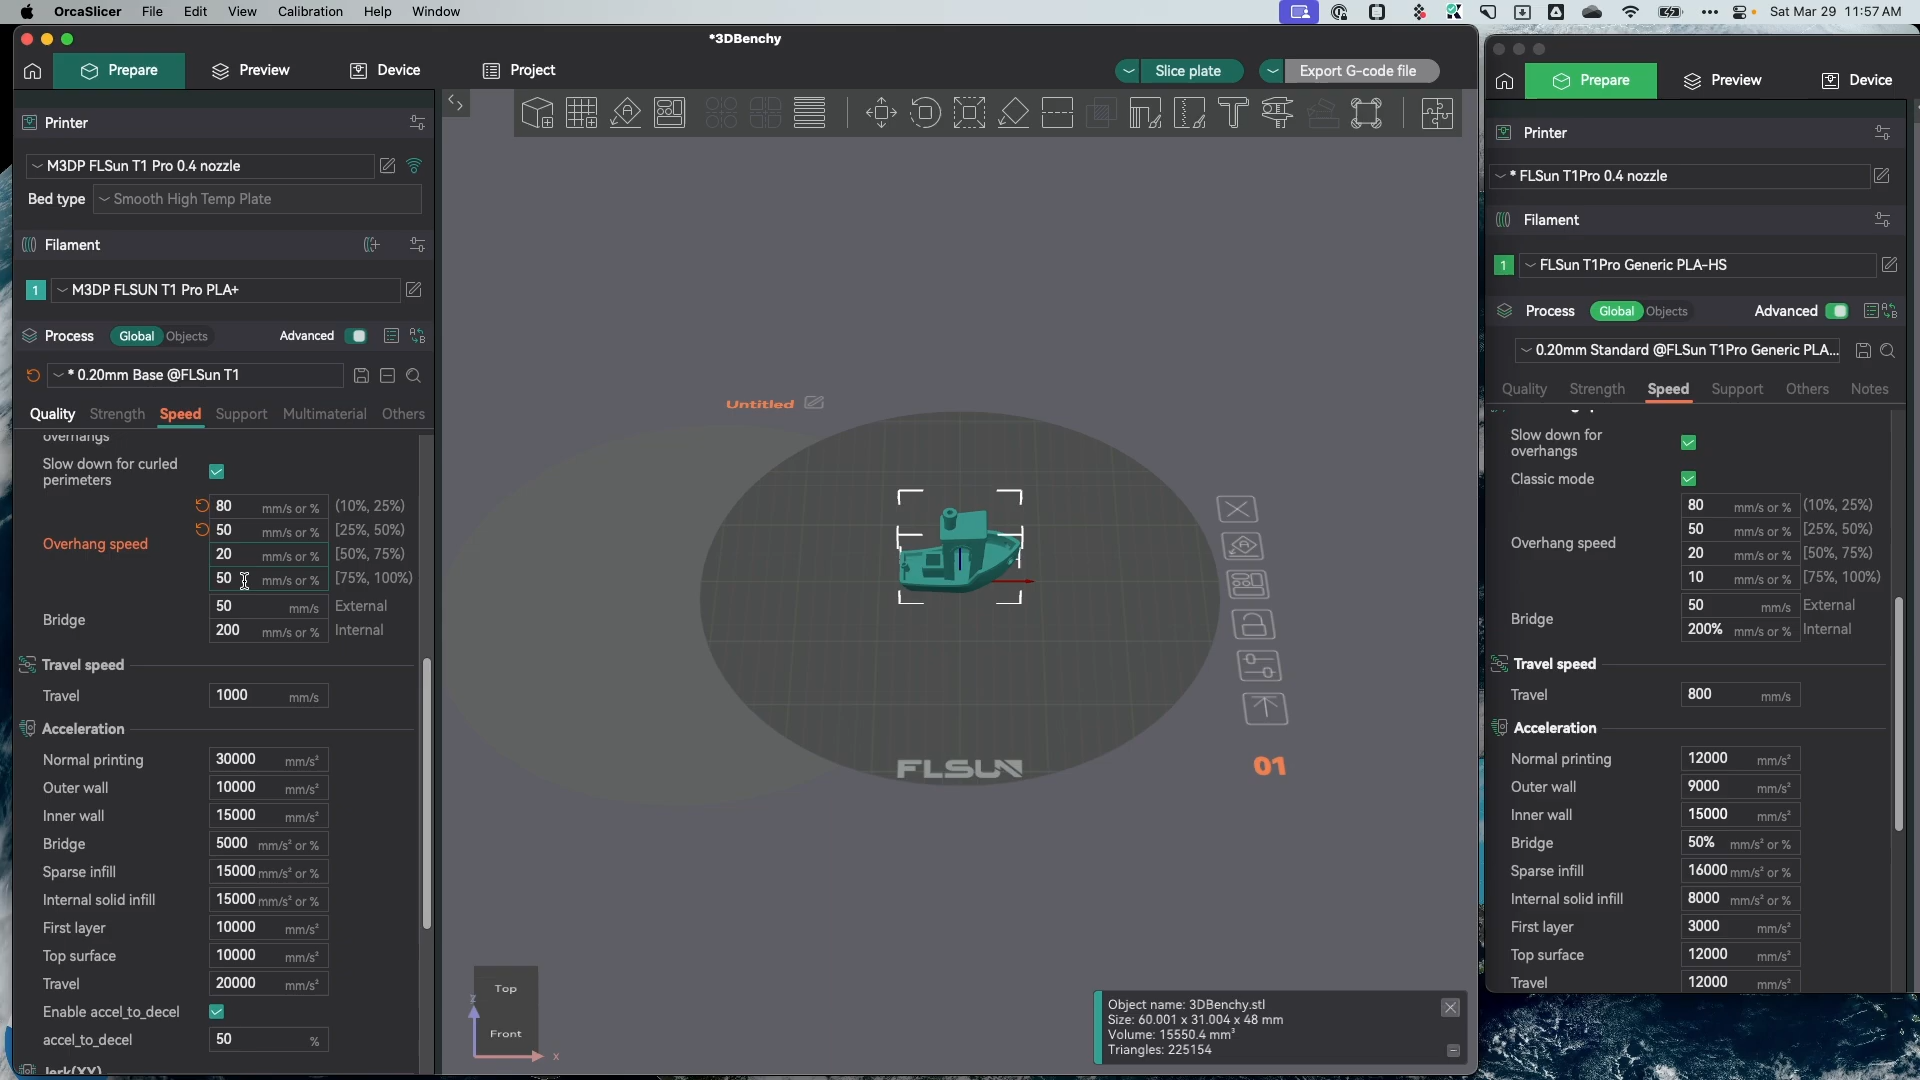 OrcaSlicer File Edit View Calibration Help Window Sat Mar 29 11:57 AM
*3DBenchy
Prepare Preview Device Project Slice plate Export G-code file
Printer
M3DP FLSun T1 Pro 0.4 nozzle
Bed type Smooth High Temp Plate
Filament
1 M3DP FLSUN T1 Pro PLA+
Process Global Objects Advanced
* 0.20mm Base @FLSun T1
Quality Strength Speed Support Multimaterial Others
overhangs
Slow down for curled
perimeters
80 mm/s or % (10%, 25%)
50 mm/s or % [25%, 50%)
Overhang speed
20 mm/s or % [50%, 75%)
50 mm/s or % [75%, 100%)
50 mm/s External
Bridge
200 mm/s or % Internal
Travel speed
Travel 1000 mm/s
Acceleration
Normal printing 30000 mm/s²
Outer wall 10000 mm/s²
Inner wall 15000 mm/s²
Bridge 5000 mm/s² or %
Sparse infill 15000 mm/s² or %
Internal solid infill 15000 mm/s² or %
First layer 10000 mm/s²
Top surface 10000 mm/s²
Travel 20000 mm/s²
Enable accel_to_decel
accel_to_decel 50 %
Jerk(XY)
Untitled
FLSUN
01
Top
Front
Z
X
Object name: 3DBenchy.stl
Size: 60.001 x 31.004 x 48 mm
Volume: 15550.4 mm³
Triangles: 225154
Prepare Preview Device
Printer
* FLSun T1Pro 0.4 nozzle
Filament
1 FLSun T1Pro Generic PLA-HS
Process Global Objects Advanced
0.20mm Standard @FLSun T1Pro Generic PLA...
Quality Strength Speed Support Others Notes
Slow down for
overhangs
Classic mode
80 mm/s or % (10%, 25%)
50 mm/s or % [25%, 50%)
Overhang speed
20 mm/s or % [50%, 75%)
10 mm/s or % [75%, 100%)
50 mm/s External
Bridge
200% mm/s or % Internal
Travel speed
Travel 800 mm/s
Acceleration
Normal printing 12000 mm/s²
Outer wall 9000 mm/s²
Inner wall 15000 mm/s²
Bridge 50% mm/s² or %
Sparse infill 16000 mm/s² or %
Internal solid infill 8000 mm/s² or %
First layer 3000 mm/s²
Top surface 12000 mm/s²
Travel 12000 mm/s²